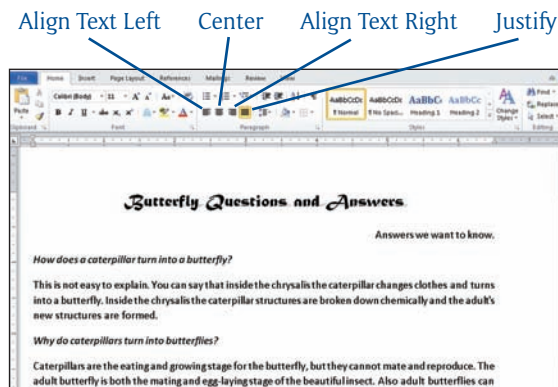 Align Text Left Center Align Text Right Justify
File Home Insert Page Layout References Mailings Review View
Calibri (Body) 11 A A Aa AaBbCcDc AaBbCcDc AaBbC AaBbCc A Find
Paste B I U abc x x A ¶ Normal ¶ No Spaci... Heading 1 Heading 2 Change Styles Replace
Select
Clipboard Font Paragraph Styles Editing
Butterfly Questions and Answers
Answers we want to know.
How does a caterpillar turn into a butterfly?
This is not easy to explain. You can say that inside the chrysalis the caterpillar changes clothes and turns
into a butterfly. Inside the chrysalis the caterpillar structures are broken down chemically and the adult's
new structures are formed.
Why do caterpillars turn into butterflies?
Caterpillars are the eating and growing stage for the butterfly, but they cannot mate and reproduce. The
adult butterfly is both the mating and egg-laying stage of the beautiful insect. Also adult butterflies can